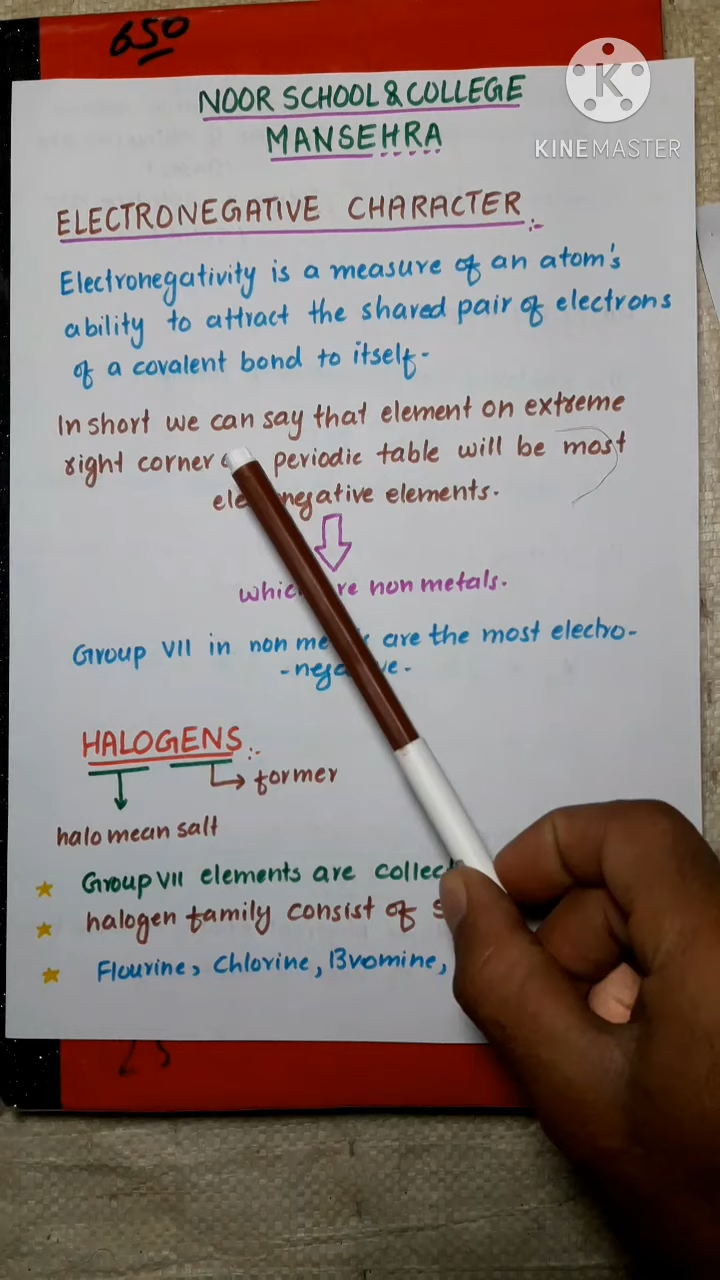 650
K
KINEMASTER
NOOR SCHOOL & COLLEGE
MANSEHRA
ELECTRONEGATIVE CHARACTER :-
Electronegativity is a measure of an atom's
ability to attract the shared pair of electrons
of a covalent bond to itself-
In short we can say that element on extreme
right corner periodic table will be most
negative elements.
which are non metals.
Group VII in non are the most electro-
-negative-
HALOGENS :-
former
halo mean salt
Group VII elements are
halogen family consist of
Flourine, Chlorine, Bromine,